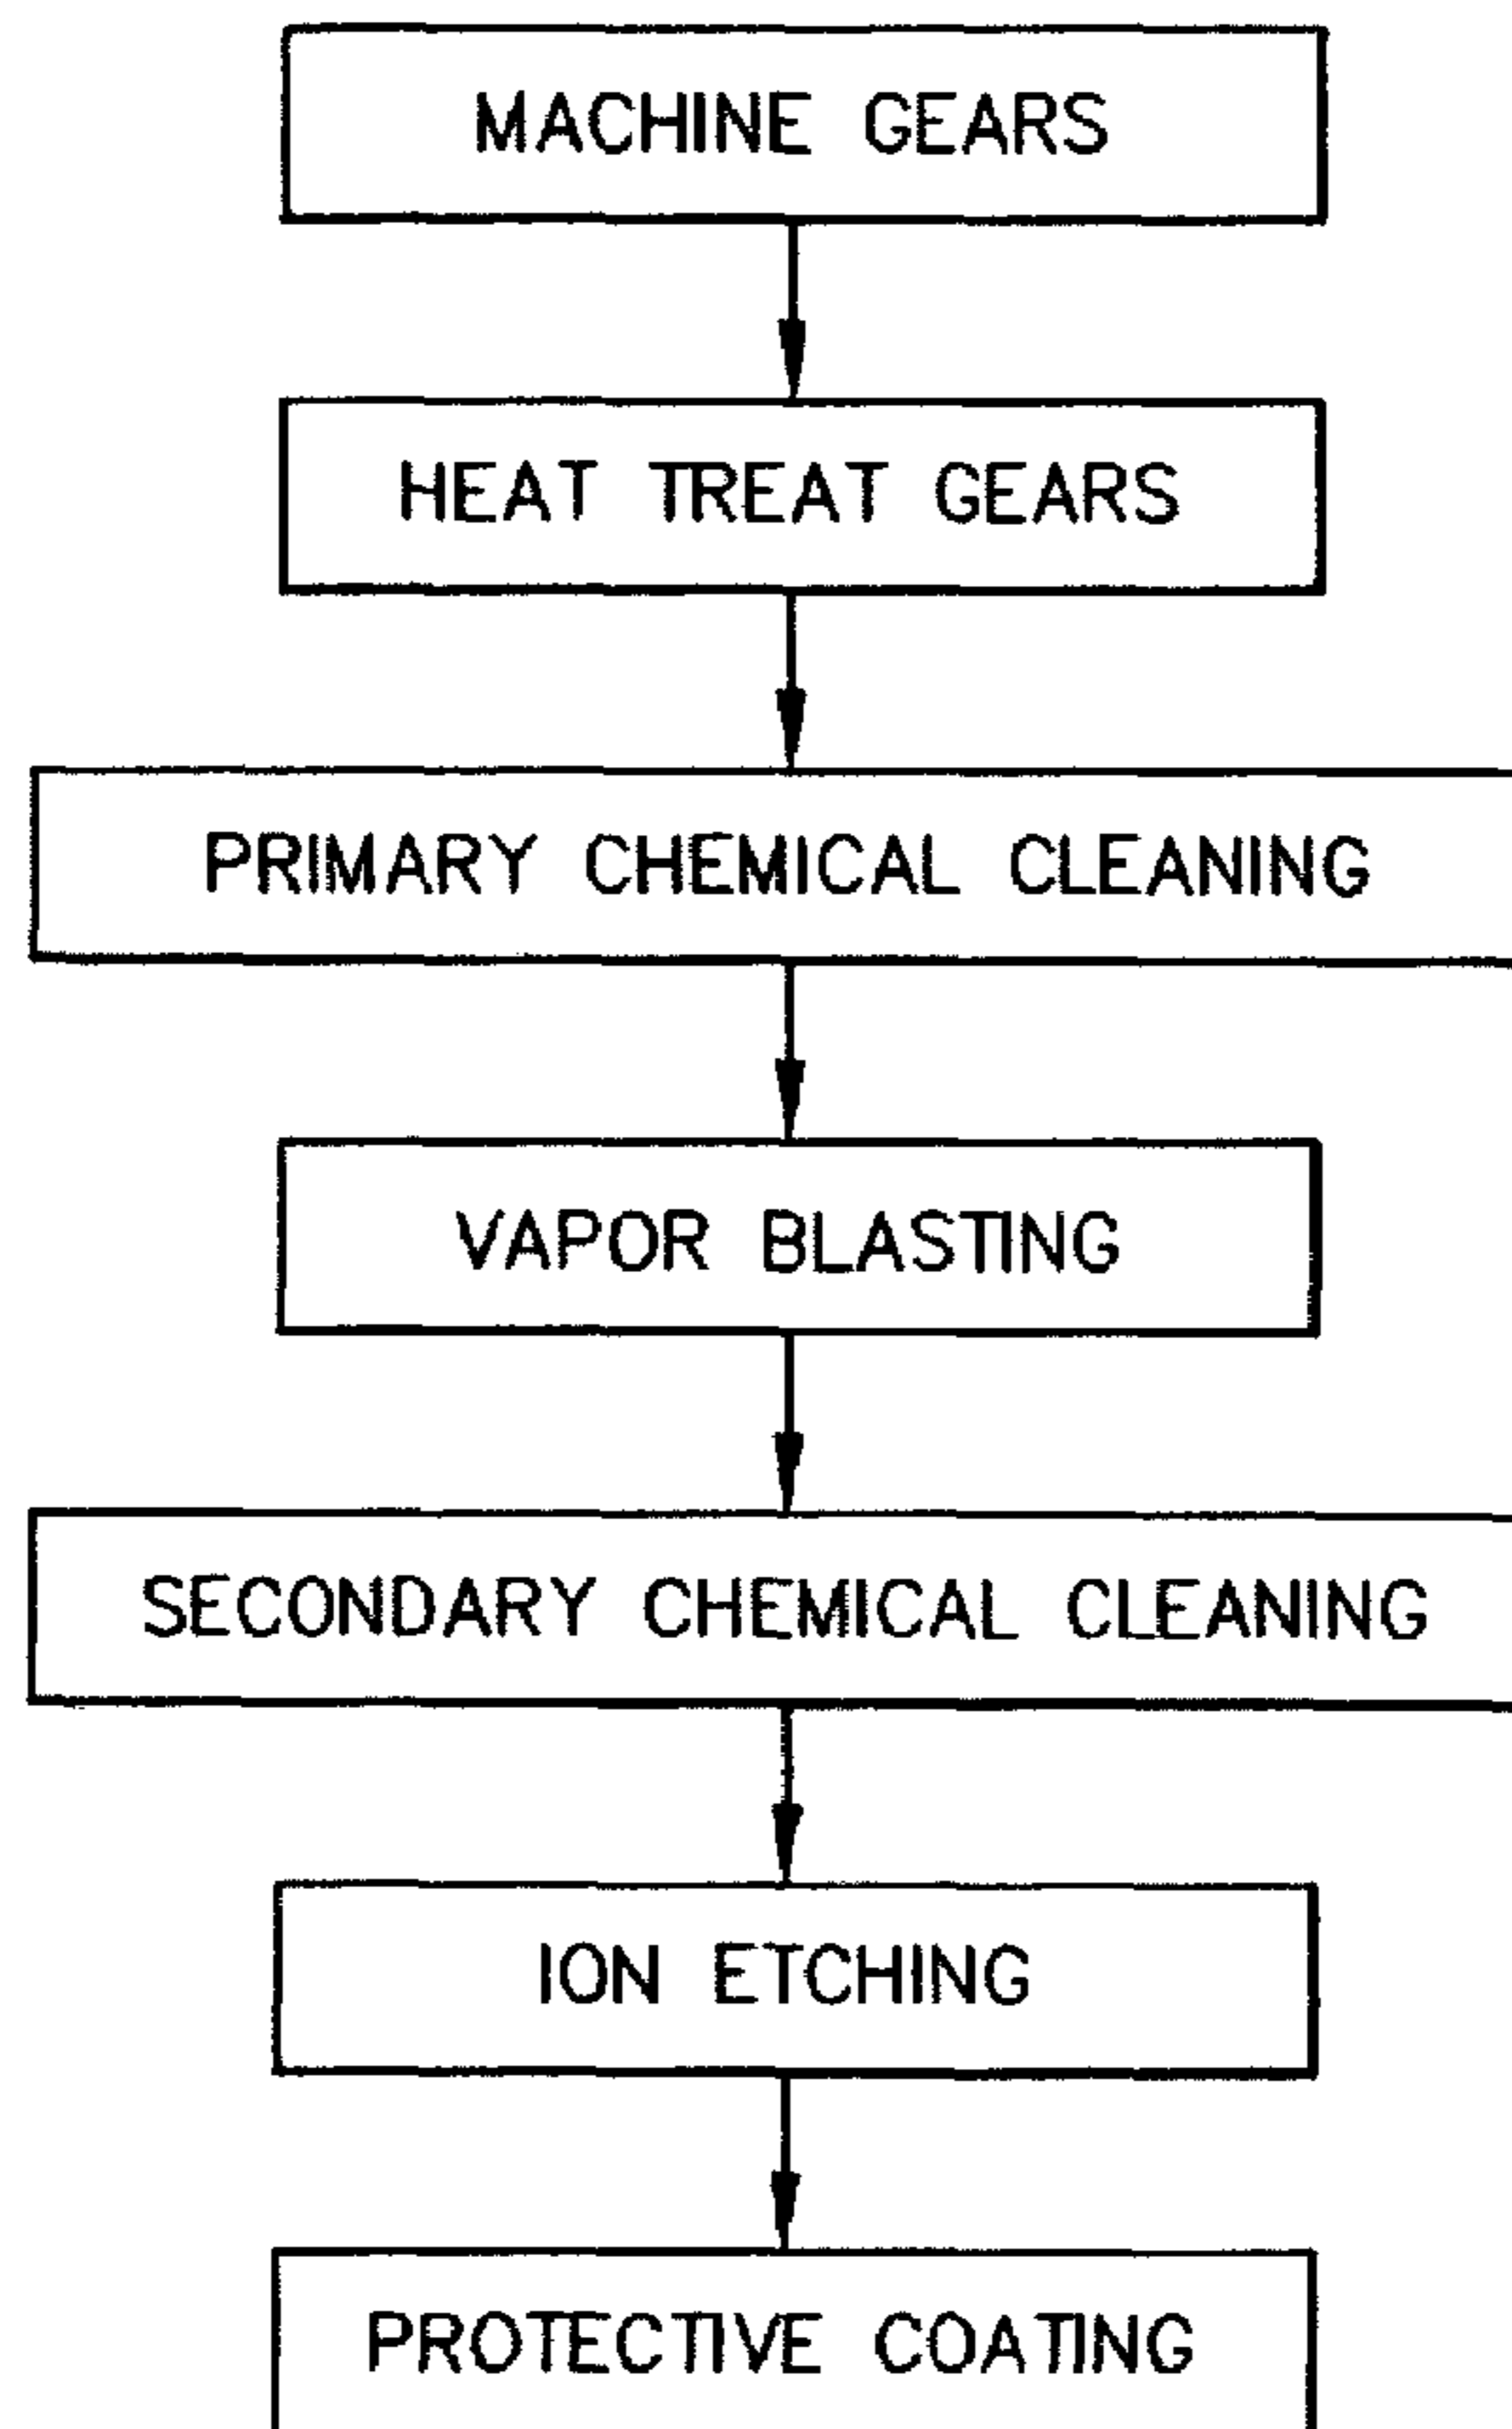 MACHINE GEARS
HEAT TREAT GEARS
PRIMARY CHEMICAL CLEANING
VAPOR BLASTING
SECONDARY CHEMICAL CLEANING
ION ETCHING
PROTECTIVE COATING